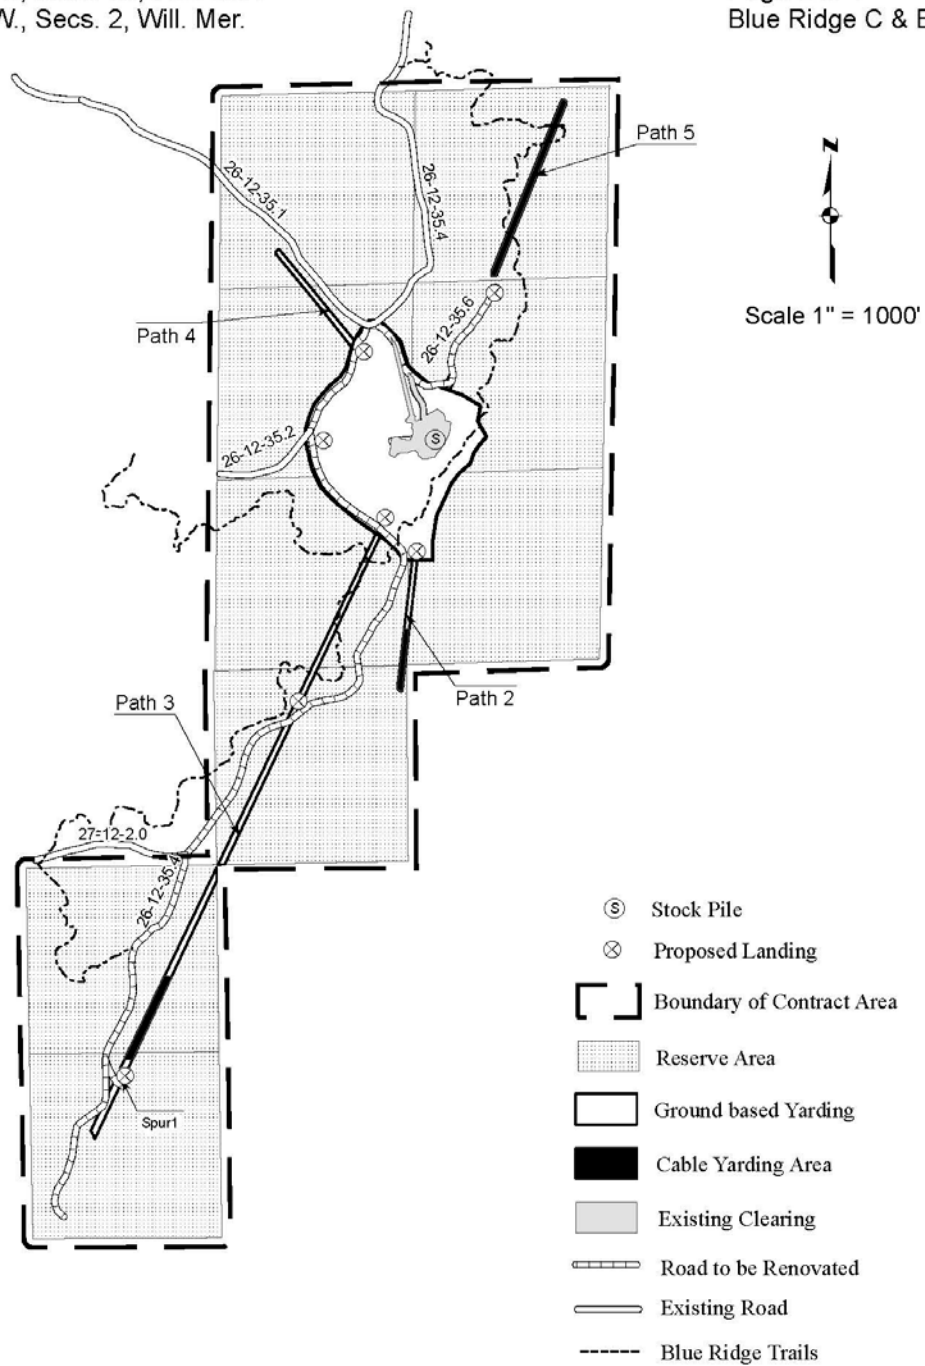 W., Secs. 2, Will. Mer.
Blue Ridge C &
Path 5
26-12-35.1
26-12-35.4
N
Scale 1" = 1000'
Path 4
26-12-35.6
26-12-35.2
S
Path 3
Path 2
27-12-2.0
26-12-35.4
Spur1
S Stock Pile
Proposed Landing
Boundary of Contract Area
Reserve Area
Ground based Yarding
Cable Yarding Area
Existing Clearing
Road to be Renovated
Existing Road
Blue Ridge Trails